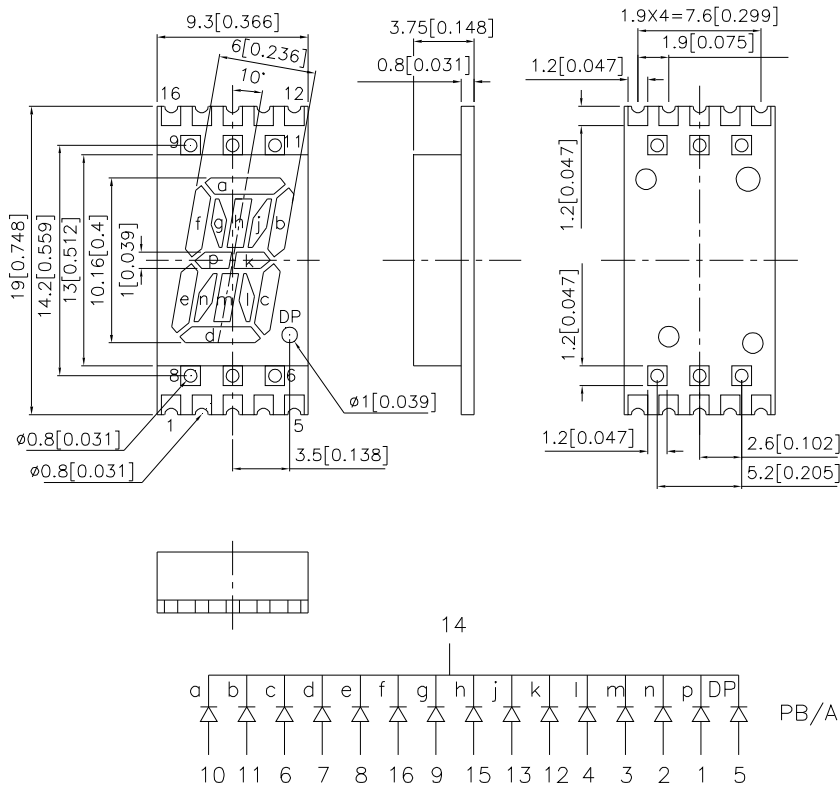 9.3[0.366]
6[0.236]
10°
16 12
9 11
a
f g h j b
p k
e n m l c
d
DP
8 6
1 5
19[0.748]
14.2[0.559]
13[0.512]
10.16[0.4]
1[0.039]
ø0.8[0.031]
ø0.8[0.031]
ø1[0.039]
3.5[0.138]
3.75[0.148]
0.8[0.031]
1.9X4=7.6[0.299]
1.9[0.075]
1.2[0.047]
1.2[0.047]
1.2[0.047]
1.2[0.047]
2.6[0.102]
5.2[0.205]
14
a b c d e f g h j k l m n p DP
PB/A
10 11 6 7 8 16 9 15 13 12 4 3 2 1 5